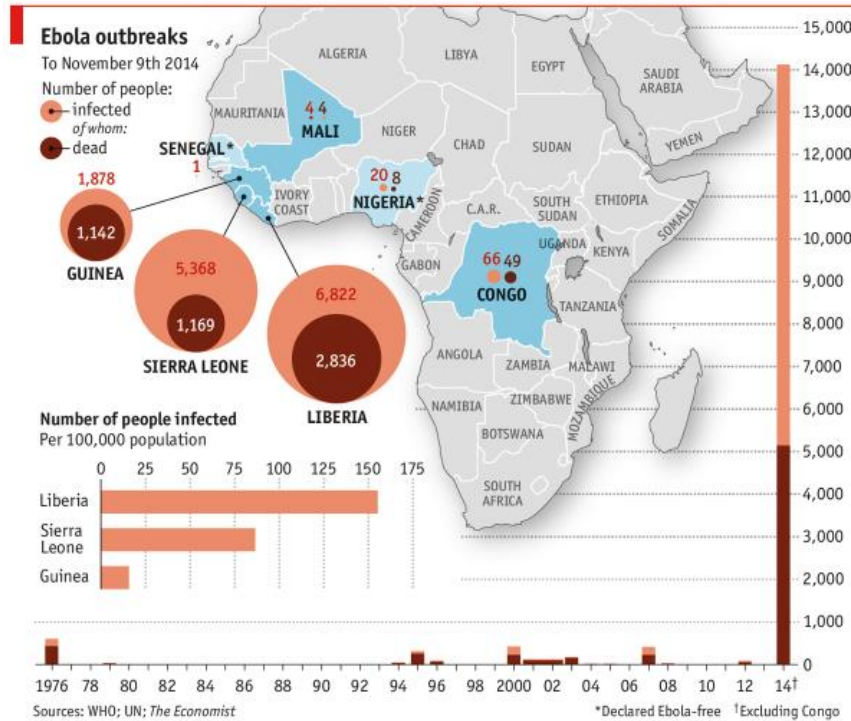 Ebola outbreaks
To November 9th 2014
Number of people:
infected
of whom:
dead
ALGERIA
LIBYA
EGYPT
SAUDI
ARABIA
YEMEN
MAURITANIA
4 4
MALI
NIGER
CHAD
SUDAN
SENEGAL*
1
IVORY
COAST
20 8
NIGERIA*
CAMEROON
C.A.R.
SOUTH
SUDAN
ETHIOPIA
SOMALIA
UGANDA
KENYA
GABON
66 49
CONGO
TANZANIA
ANGOLA
ZAMBIA
MALAWI
MOZAMBIQUE
NAMIBIA
ZIMBABWE
BOTSWANA
SOUTH
AFRICA
1,878
1,142
GUINEA
5,368
1,169
SIERRA LEONE
6,822
2,836
LIBERIA
Number of people infected
Per 100,000 population
0 25 50 75 100 125 150 175
Liberia
Sierra
Leone
Guinea
15,000
14,000
13,000
12,000
11,000
10,000
9,000
8,000
7,000
6,000
5,000
4,000
3,000
2,000
1,000
0
1976 78 80 82 84 86 88 90 92 94 96 98 2000 02 04 06 08 10 12 14†
Sources: WHO; UN; The Economist
*Declared Ebola-free †Excluding Congo